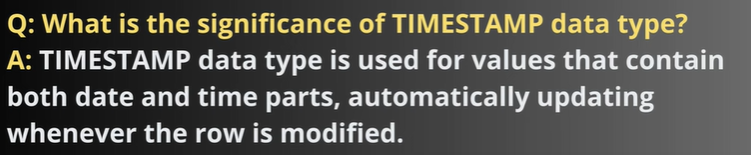 Q: What is the significance of TIMESTAMP data type?
A: TIMESTAMP data type is used for values that contain
both date and time parts, automatically updating
whenever the row is modified.